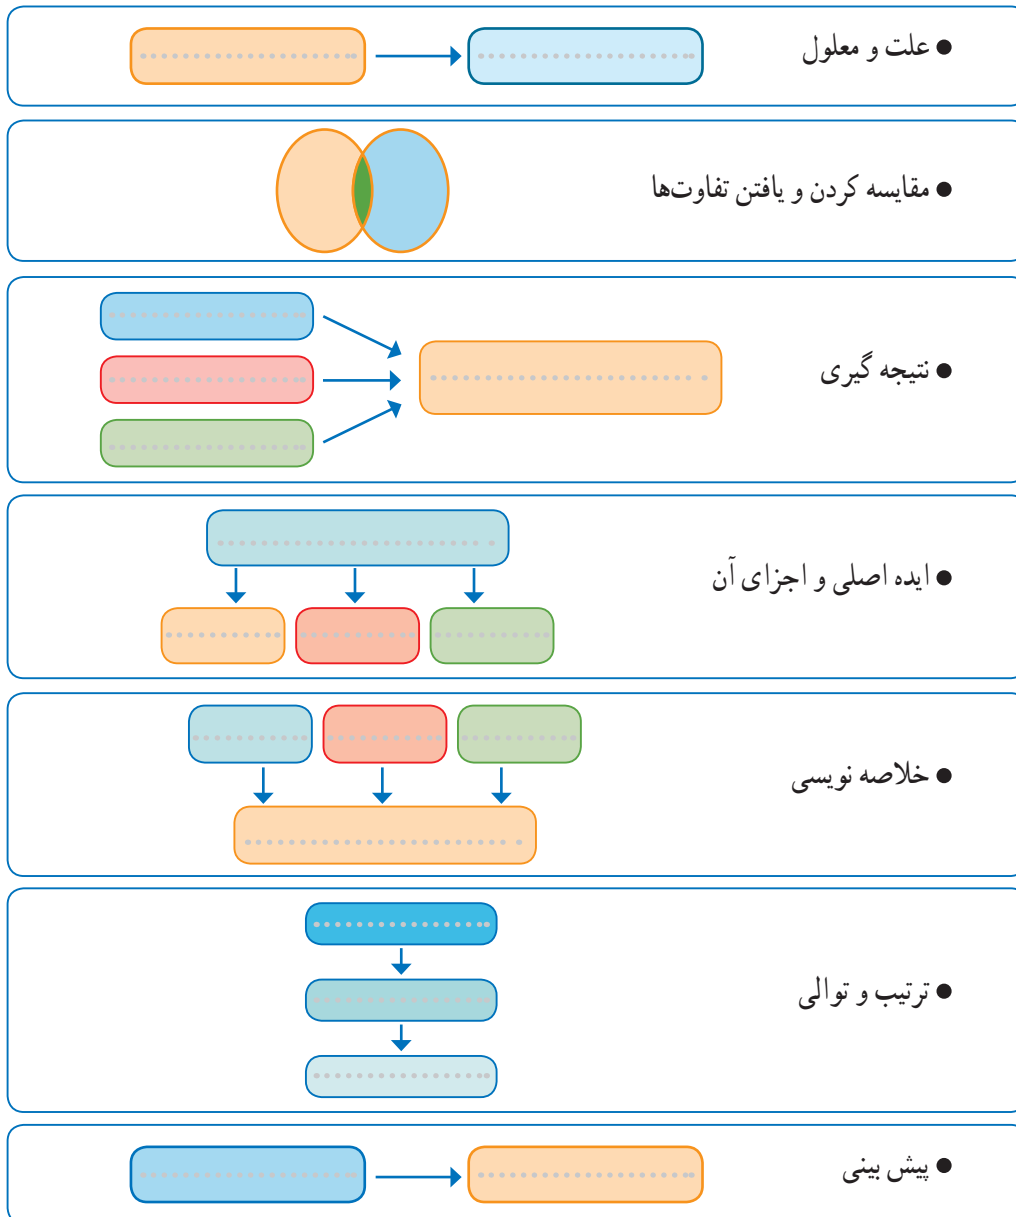 ● علت و معلول
● مقایسه کردن و یافتن تفاوت‌ها
● نتیجه گیری
● ایده اصلی و اجزای آن
● خلاصه نویسی
● ترتیب و توالی
● پیش بینی